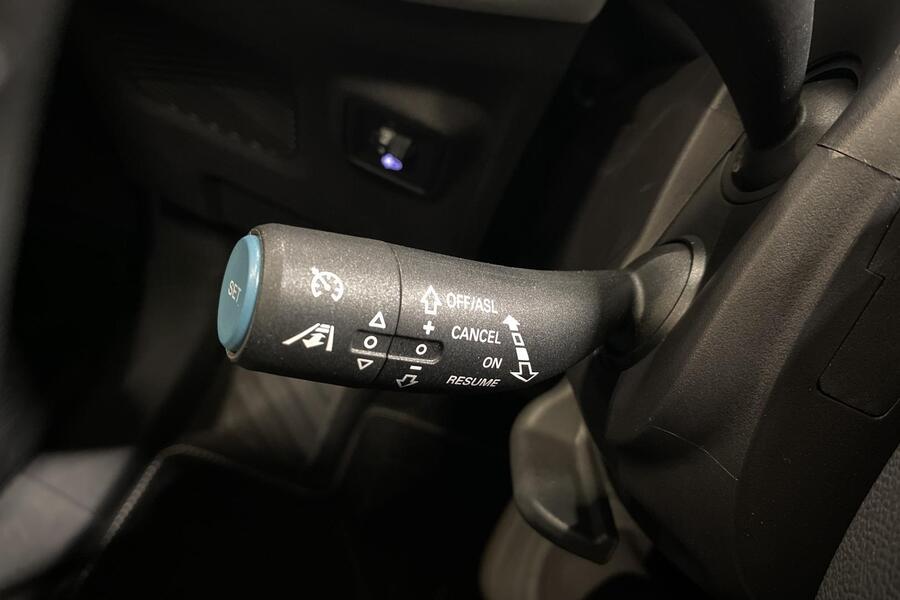 SET
OFF/ASL
+
CANCEL
ON
-
RESUME